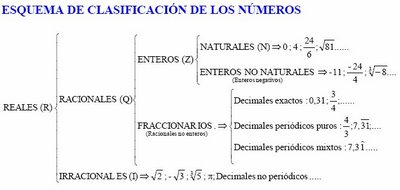 ESQUEMA DE CLASIFICACIÓN DE LOS NÚMEROS
NATURALES (N) ⇒ 0; 4; 24/6; √81......
ENTEROS (Z)
ENTEROS NO NATURALES ⇒ -11; -24/4; ∛-8....
(Enteros negativos)
RACIONALES (Q)
Decimales exactos: 0,31; 3/4;......
REALES (R)
FRACCIONARIOS. ⇒ Decimales periódicos puros: 4/3; 7,31;....
(Racionales no enteros)
Decimales periódicos mixtos: 7,31....
IRRACIONALES (I) ⇒ √2; -√3; ∛5; π; Decimales no periodicos.....